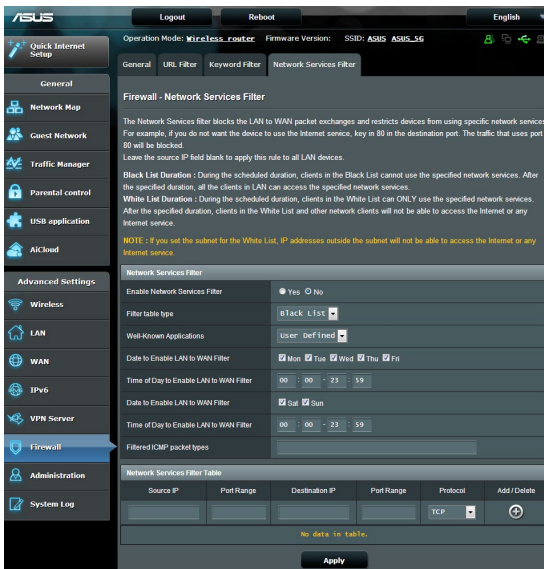 ASUS
Logout
Reboot
English
Operation Mode: Wireless router Firmware Version: SSID: ASUS ASUS_5G
Quick Internet
Setup
General
Network Map
Guest Network
Traffic Manager
Parental control
USB application
AiCloud
Advanced Settings
Wireless
LAN
WAN
IPv6
VPN Server
Firewall
Administration
System Log
General
URL Filter
Keyword Filter
Network Services Filter
Firewall - Network Services Filter
The Network Services filter blocks the LAN to WAN packet exchanges and restricts devices from using specific network services.
For example, if you do not want the device to use the Internet service, key in 80 in the destination port. The traffic that uses port
80 will be blocked.
Leave the source IP field blank to apply this rule to all LAN devices.
Black List Duration : During the scheduled duration, clients in the Black List cannot use the specified network services. After
the specified duration, all the clients in LAN can access the specified network services.
White List Duration : During the scheduled duration, clients in the White List can ONLY use the specified network services.
After the specified duration, clients in the White List and other network clients will not be able to access the Internet or any
Internet service.
NOTE : If you set the subnet for the White List, IP addresses outside the subnet will not be able to access the Internet or any
Internet service.
Network Services Filter
Enable Network Services Filter Yes No
Filter table type Black List
Well-Known Applications User Defined
Date to Enable LAN to WAN Filter Mon Tue Wed Thu Fri
Time of Day to Enable LAN to WAN Filter 00 : 00 - 23 : 59
Date to Enable LAN to WAN Filter Sat Sun
Time of Day to Enable LAN to WAN Filter 00 : 00 - 23 : 59
Filtered ICMP packet types
Network Services Filter Table
Source IP Port Range Destination IP Port Range Protocol Add / Delete
TCP
No data in table.
Apply